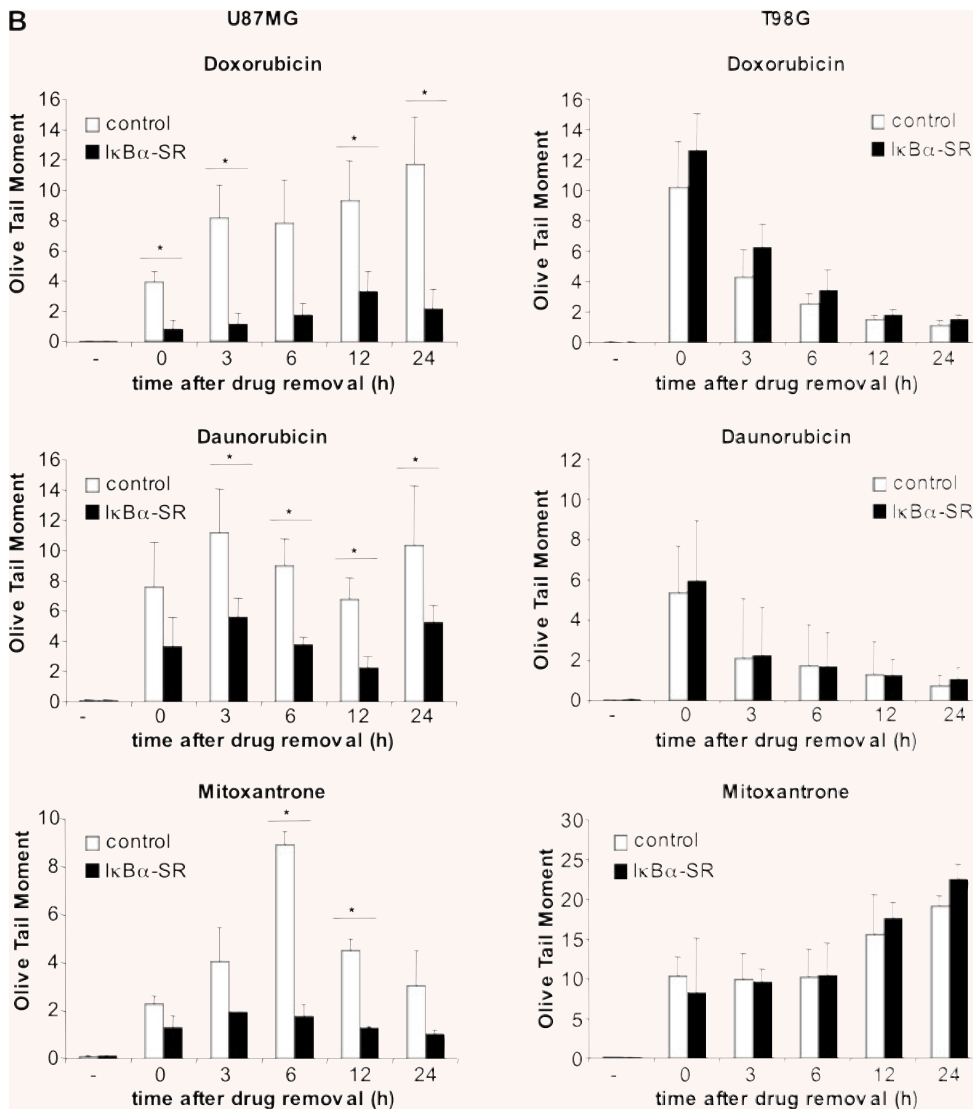 B
U87MG
T98G
Doxorubicin
Olive Tail Moment
16
14
12
10
8
6
4
2
0
control
IκBα-SR
*
*
*
*
- 0 3 6 12 24
time after drug removal (h)
Doxorubicin
Olive Tail Moment
16
14
12
10
8
6
4
2
0
control
IκBα-SR
- 0 3 6 12 24
time after drug removal (h)
Daunorubicin
Olive Tail Moment
16
14
12
10
8
6
4
2
0
control
IκBα-SR
*
*
*
*
- 0 3 6 12 24
time after drug removal (h)
Daunorubicin
Olive Tail Moment
12
10
8
6
4
2
0
control
IκBα-SR
- 0 3 6 12 24
time after drug removal (h)
Mitoxantrone
Olive Tail Moment
10
8
6
4
2
0
control
IκBα-SR
*
*
- 0 3 6 12 24
time after drug removal (h)
Mitoxantrone
Olive Tail Moment
30
25
20
15
10
5
0
control
IκBα-SR
- 0 3 6 12 24
time after drug removal (h)